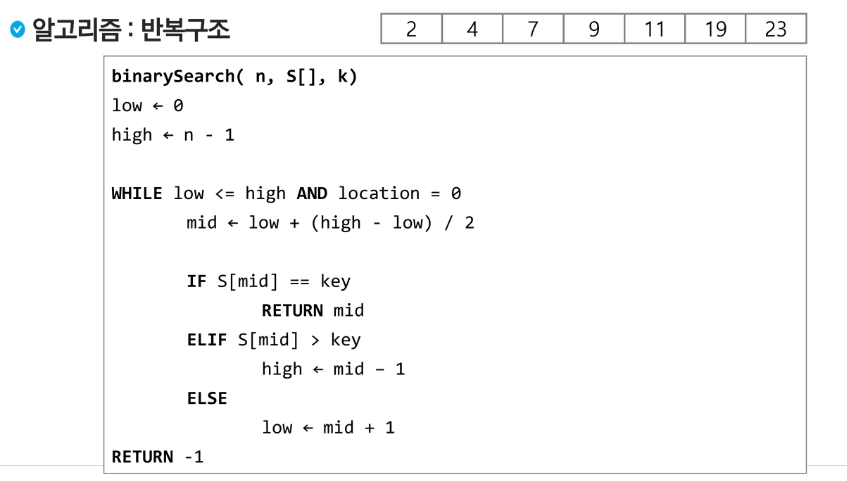 알고리즘 : 반복구조
2 4 7 9 11 19 23
binarySearch( n, S[], k)
low ← 0
high ← n - 1
WHILE low <= high AND location = 0
mid ← low + (high - low) / 2
IF S[mid] == key
RETURN mid
ELIF S[mid] > key
high ← mid – 1
ELSE
low ← mid + 1
RETURN -1